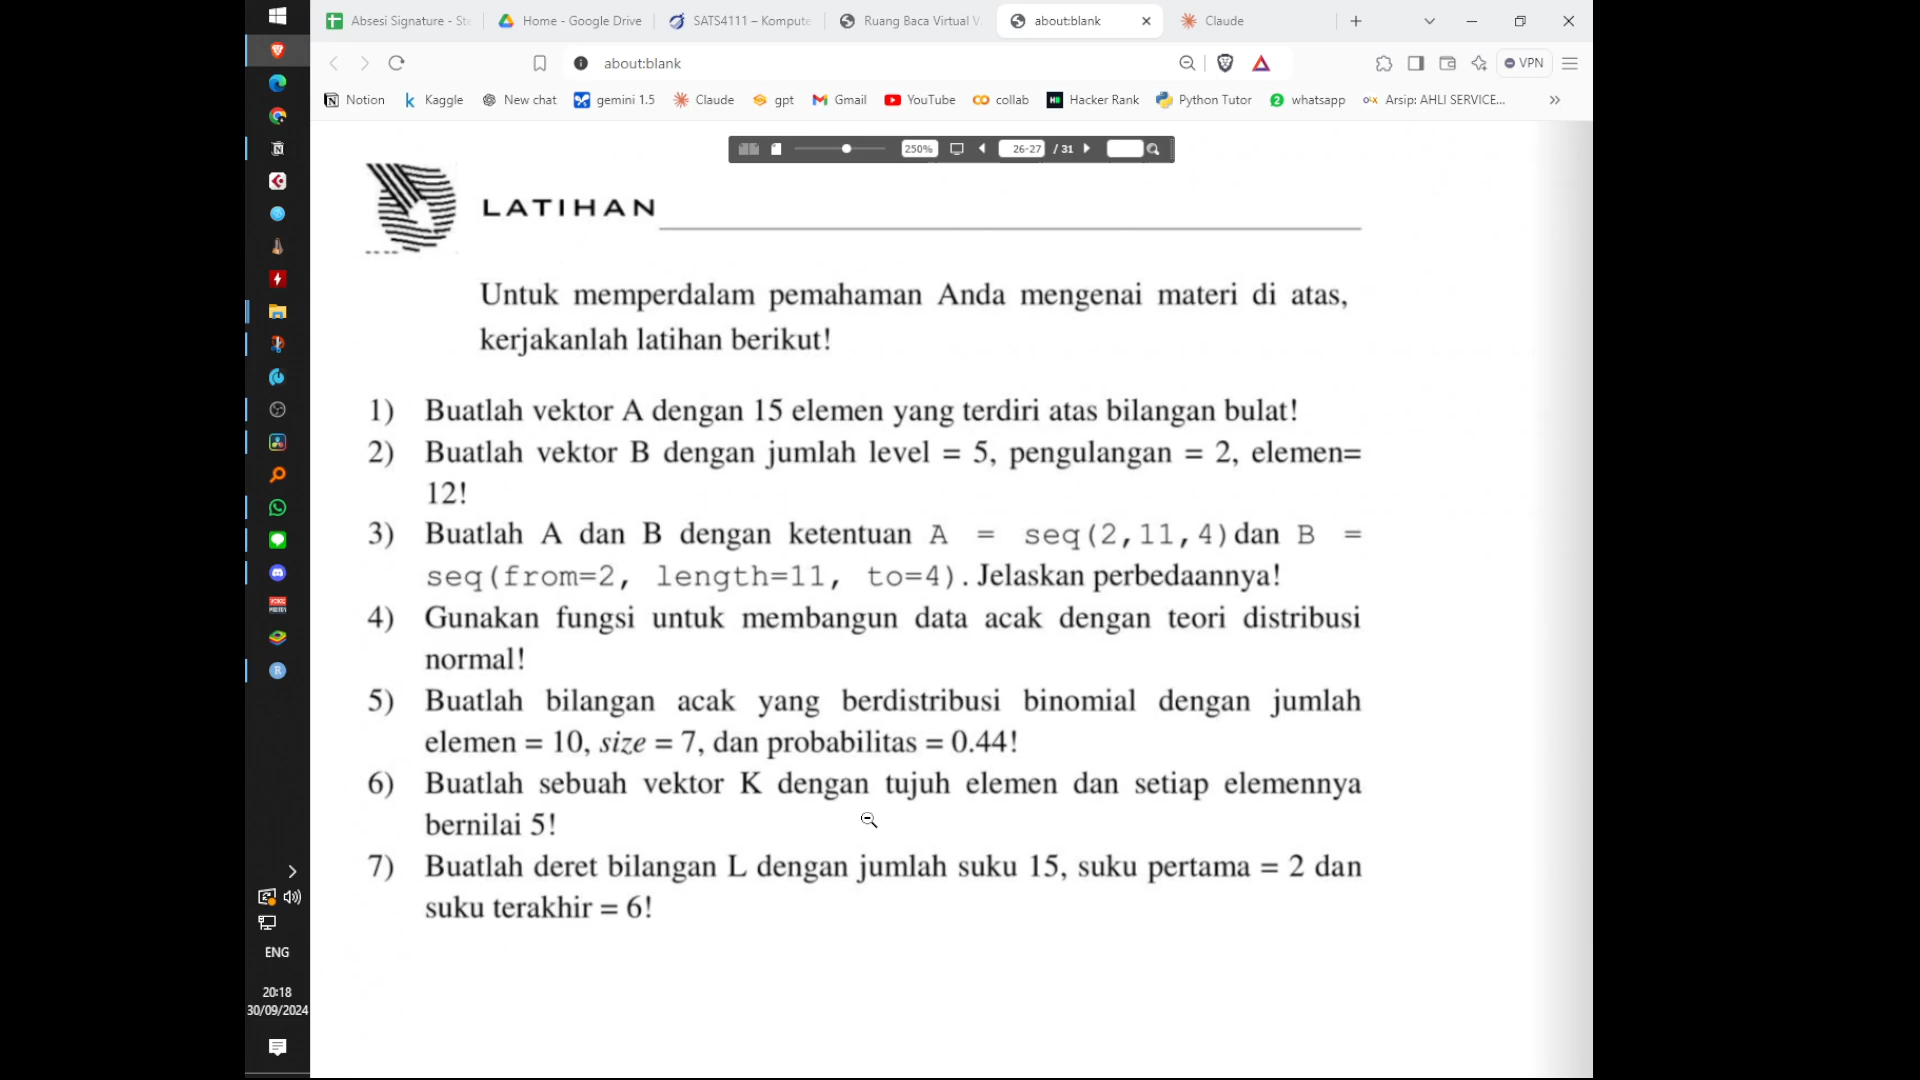 Absesi Signature - Ste
Home - Google Drive
SATS4111 – Kompute
Ruang Baca Virtual V
about:blank
Claude
about:blank
VPN
Notion
Kaggle
New chat
gemini 1.5
Claude
gpt
Gmail
YouTube
collab
Hacker Rank
Python Tutor
whatsapp
Arsip: AHLI SERVICE...
250%
26-27
/ 31
LATIHAN
Untuk memperdalam pemahaman Anda mengenai materi di atas,
kerjakanlah latihan berikut!
1) Buatlah vektor A dengan 15 elemen yang terdiri atas bilangan bulat!
2) Buatlah vektor B dengan jumlah level = 5, pengulangan = 2, elemen=
12!
3) Buatlah A dan B dengan ketentuan A = seq(2,11,4)dan B =
seq(from=2, length=11, to=4). Jelaskan perbedaannya!
4) Gunakan fungsi untuk membangun data acak dengan teori distribusi
normal!
5) Buatlah bilangan acak yang berdistribusi binomial dengan jumlah
elemen = 10, size = 7, dan probabilitas = 0.44!
6) Buatlah sebuah vektor K dengan tujuh elemen dan setiap elemennya
bernilai 5!
7) Buatlah deret bilangan L dengan jumlah suku 15, suku pertama = 2 dan
suku terakhir = 6!
ENG
20:18
30/09/2024